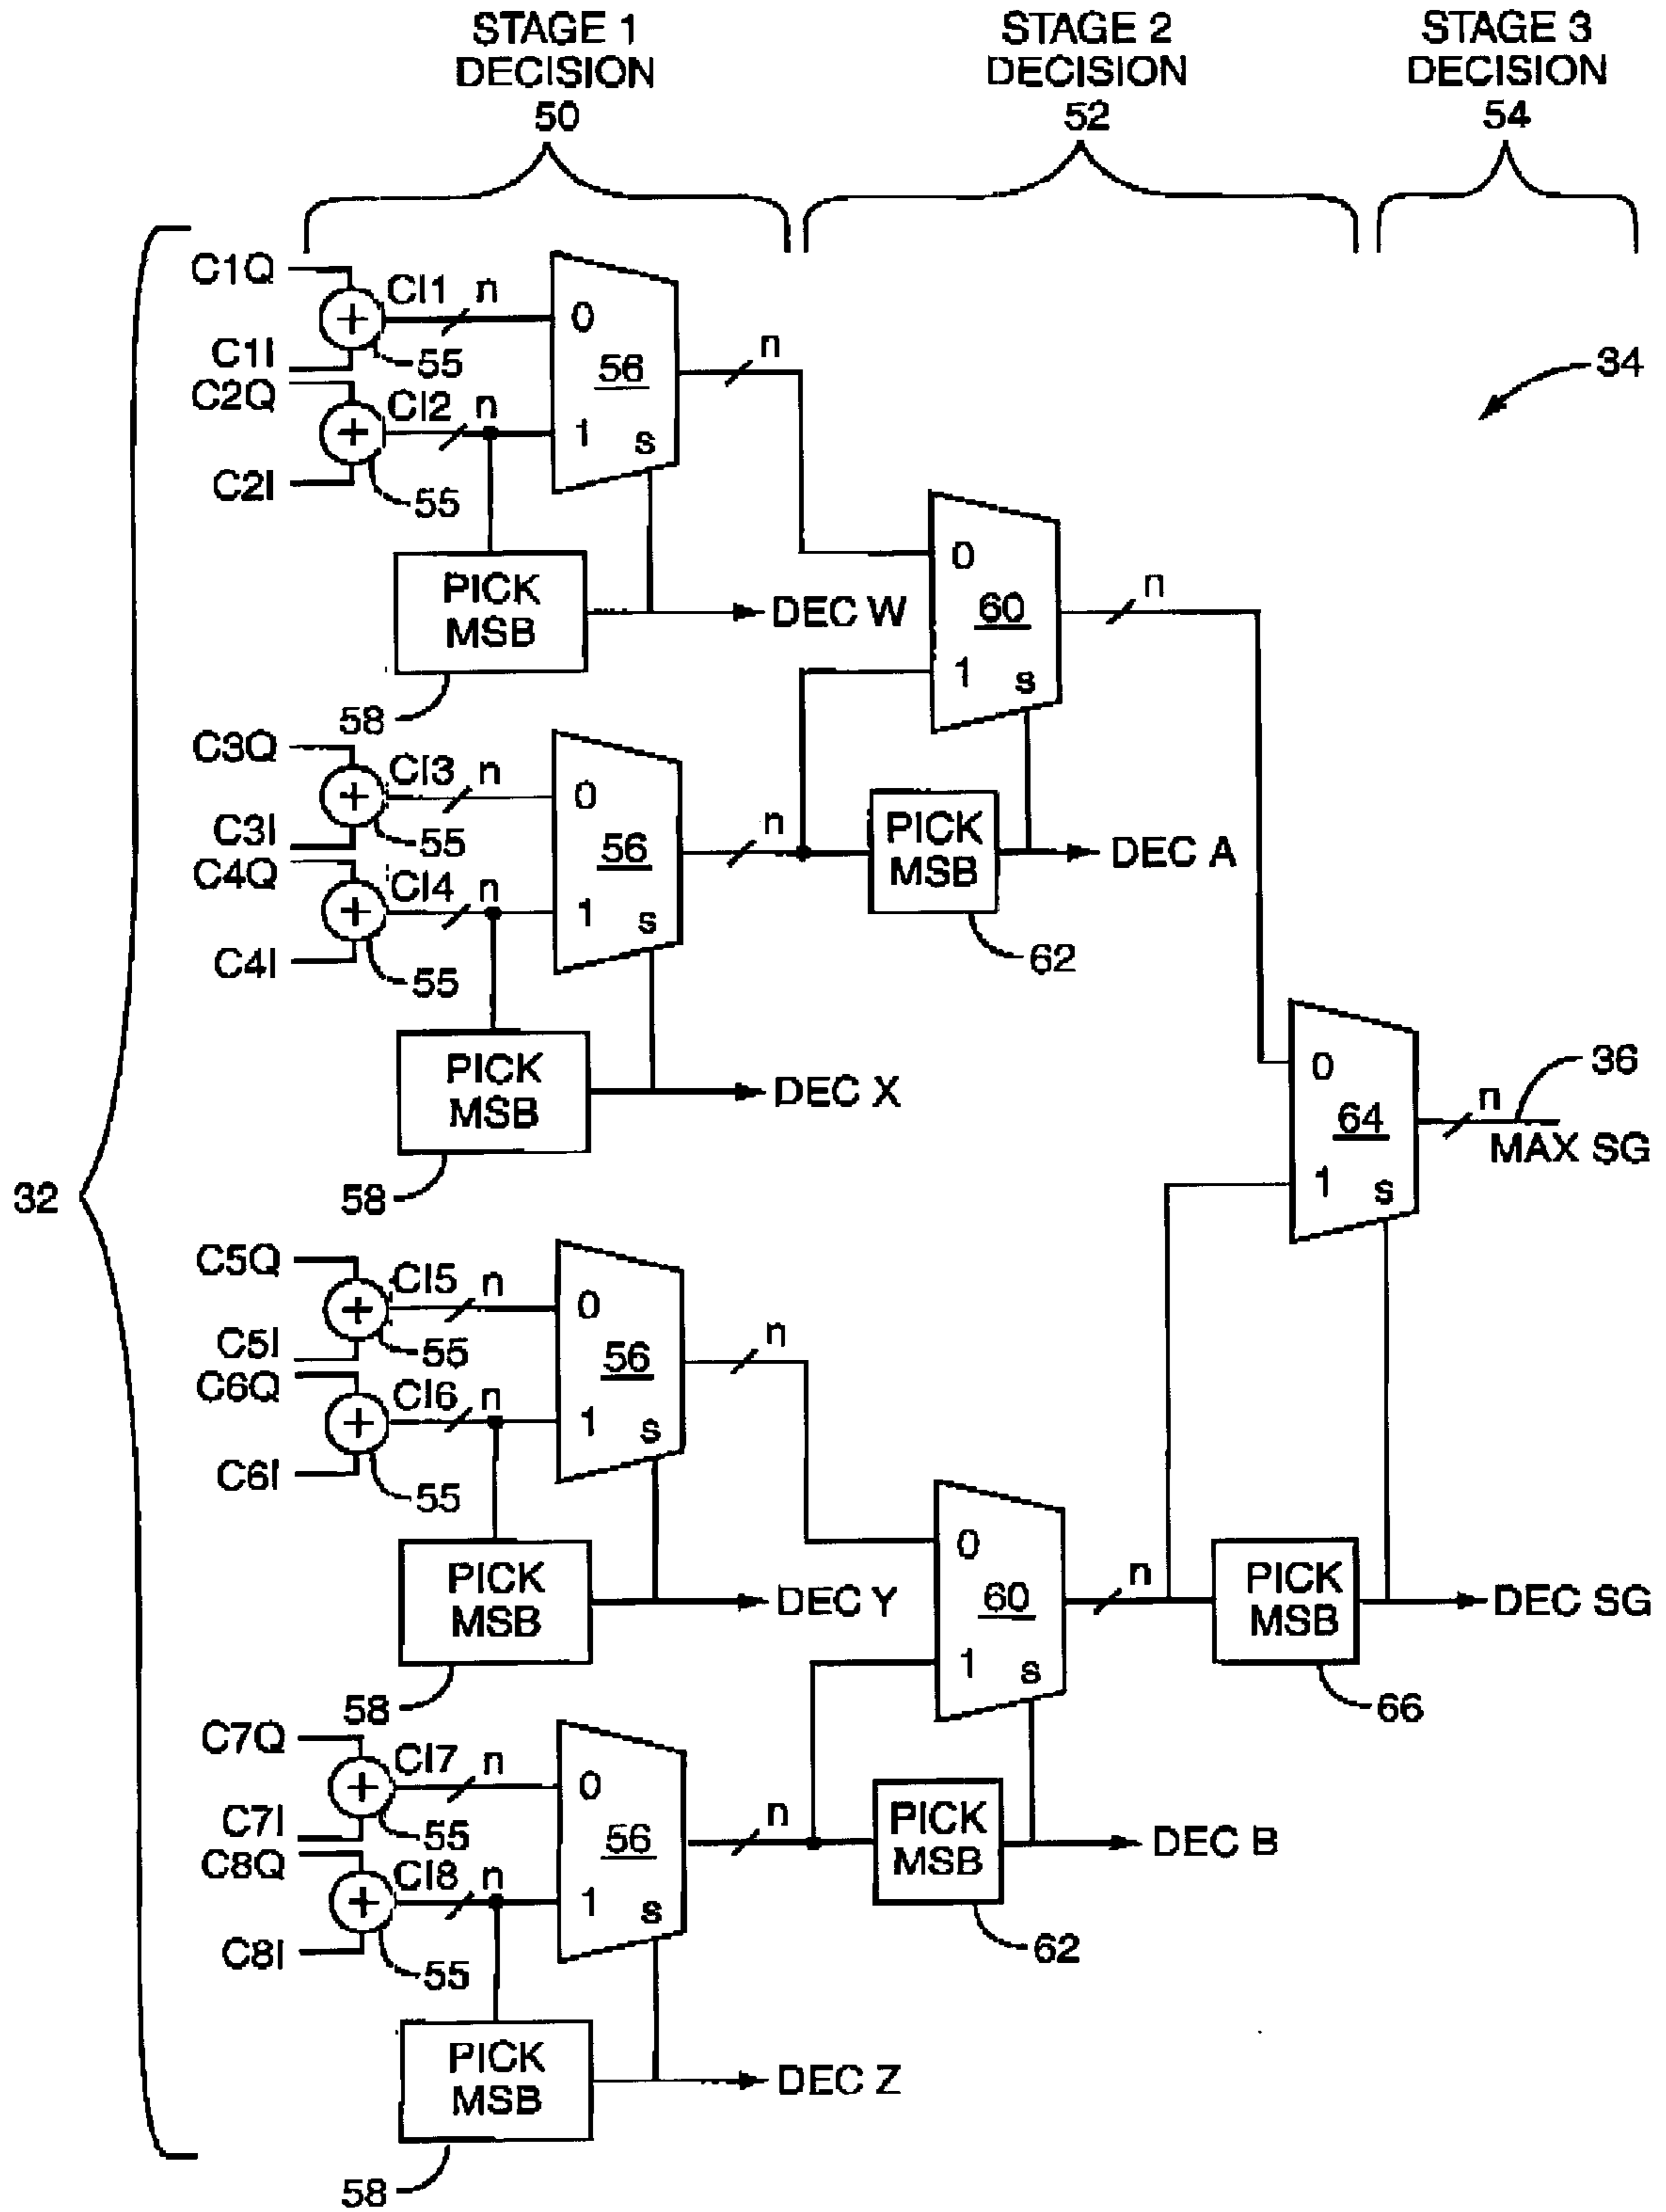 STAGE 1
DECISION
50
STAGE 2
DECISION
52
STAGE 3
DECISION
54
C1Q
CI1
n
0
C1I
55
56
n
34
C2Q
CI2
n
1
s
C2I
55
0
PICK
MSB
DEC W
60
n
1
s
58
C3Q
CI3
n
0
C3I
55
56
n
PICK
MSB
DEC A
C4Q
CI4
n
1
s
62
C4I
55
0
36
PICK
MSB
DEC X
64
n
MAX SG
1
s
58
32
C5Q
CI5
n
0
C5I
55
56
n
C6Q
CI6
n
1
s
C6I
55
0
PICK
MSB
DEC Y
60
n
PICK
MSB
DEC SG
1
s
58
66
C7Q
CI7
n
0
C7I
55
56
n
PICK
MSB
DEC B
C8Q
CI8
n
1
s
C8I
55
62
PICK
MSB
DEC Z
58